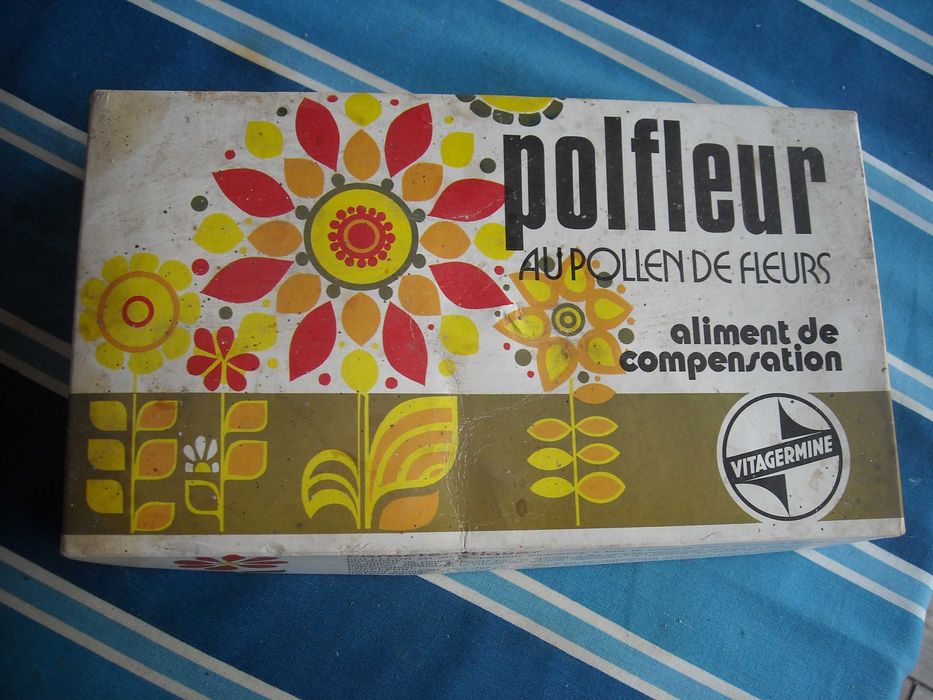 polfleur
AU POLLEN DE FLEURS
aliment de
compensation
VITAGERMINE